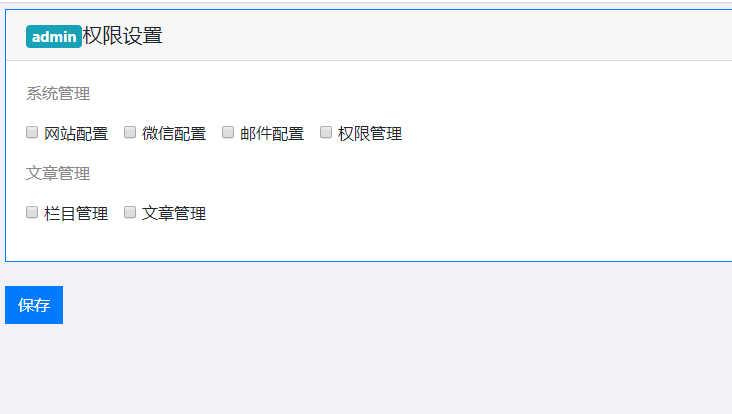 admin权限设置
系统管理
网站配置 微信配置 邮件配置 权限管理
文章管理
栏目管理 文章管理
保存